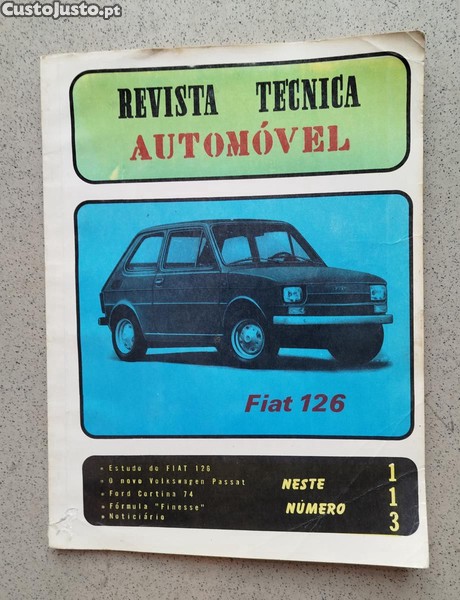 CustoJusto.pt
REVISTA TECNICA
AUTOMÓVEL
Fiat 126
• Estudo do FIAT 126
• O novo Volkswagen Passat
• Ford Cortina 74
• Fórmula "Finesse"
• Noticiário
NESTE
NÚMERO
113